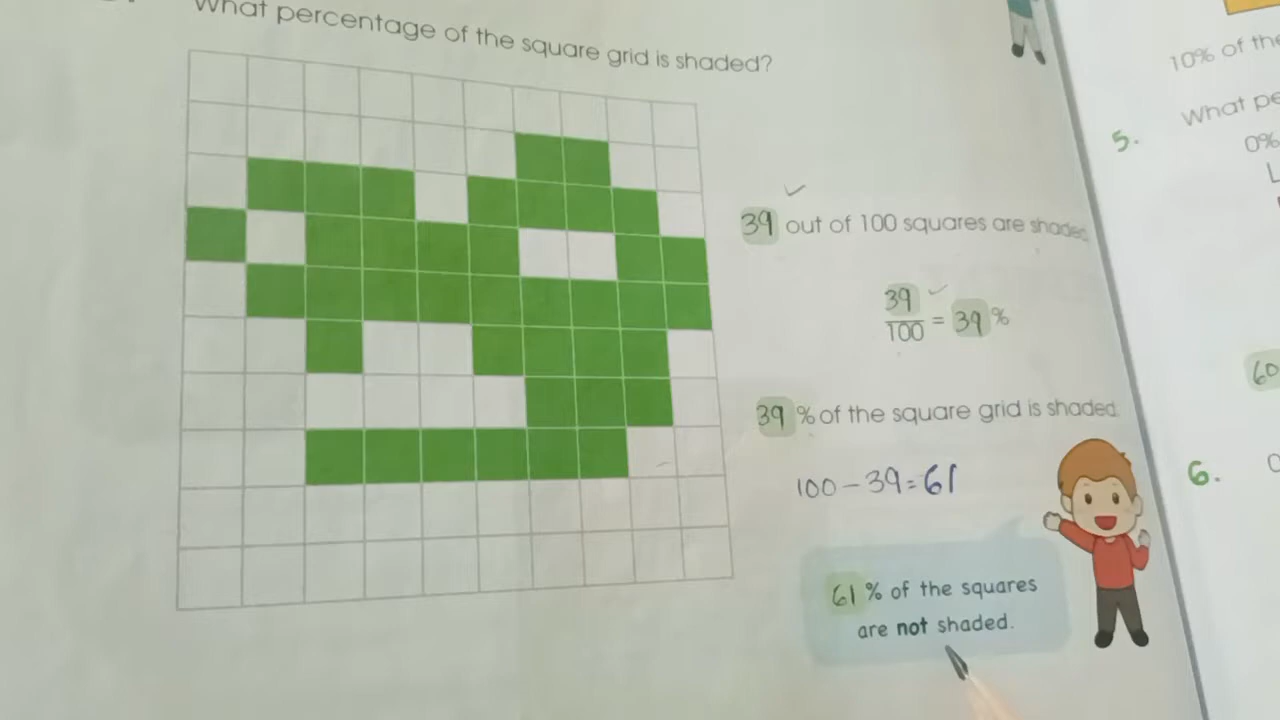 What percentage of the square grid is shaded?
39 out of 100 squares are shaded
39
100 = 39 %
39 % of the square grid is shaded.
100 - 39 = 61
61 % of the squares
are not shaded.
10% of the
5. What pe
0%
60
6.